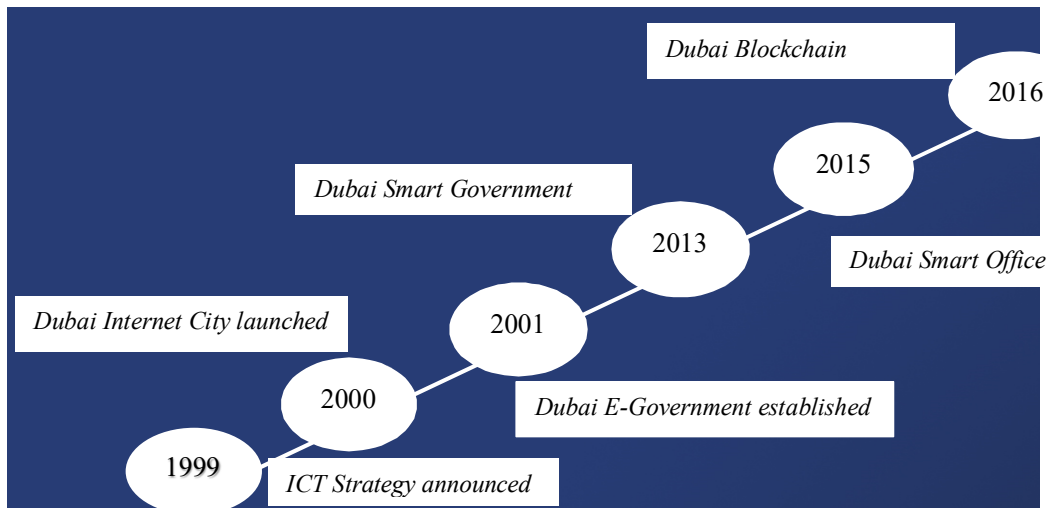 Dubai Blockchain
2016
2015
Dubai Smart Government
2013
Dubai Smart Office
Dubai Internet City launched
2001
2000
Dubai E-Government established
1999
ICT Strategy announced